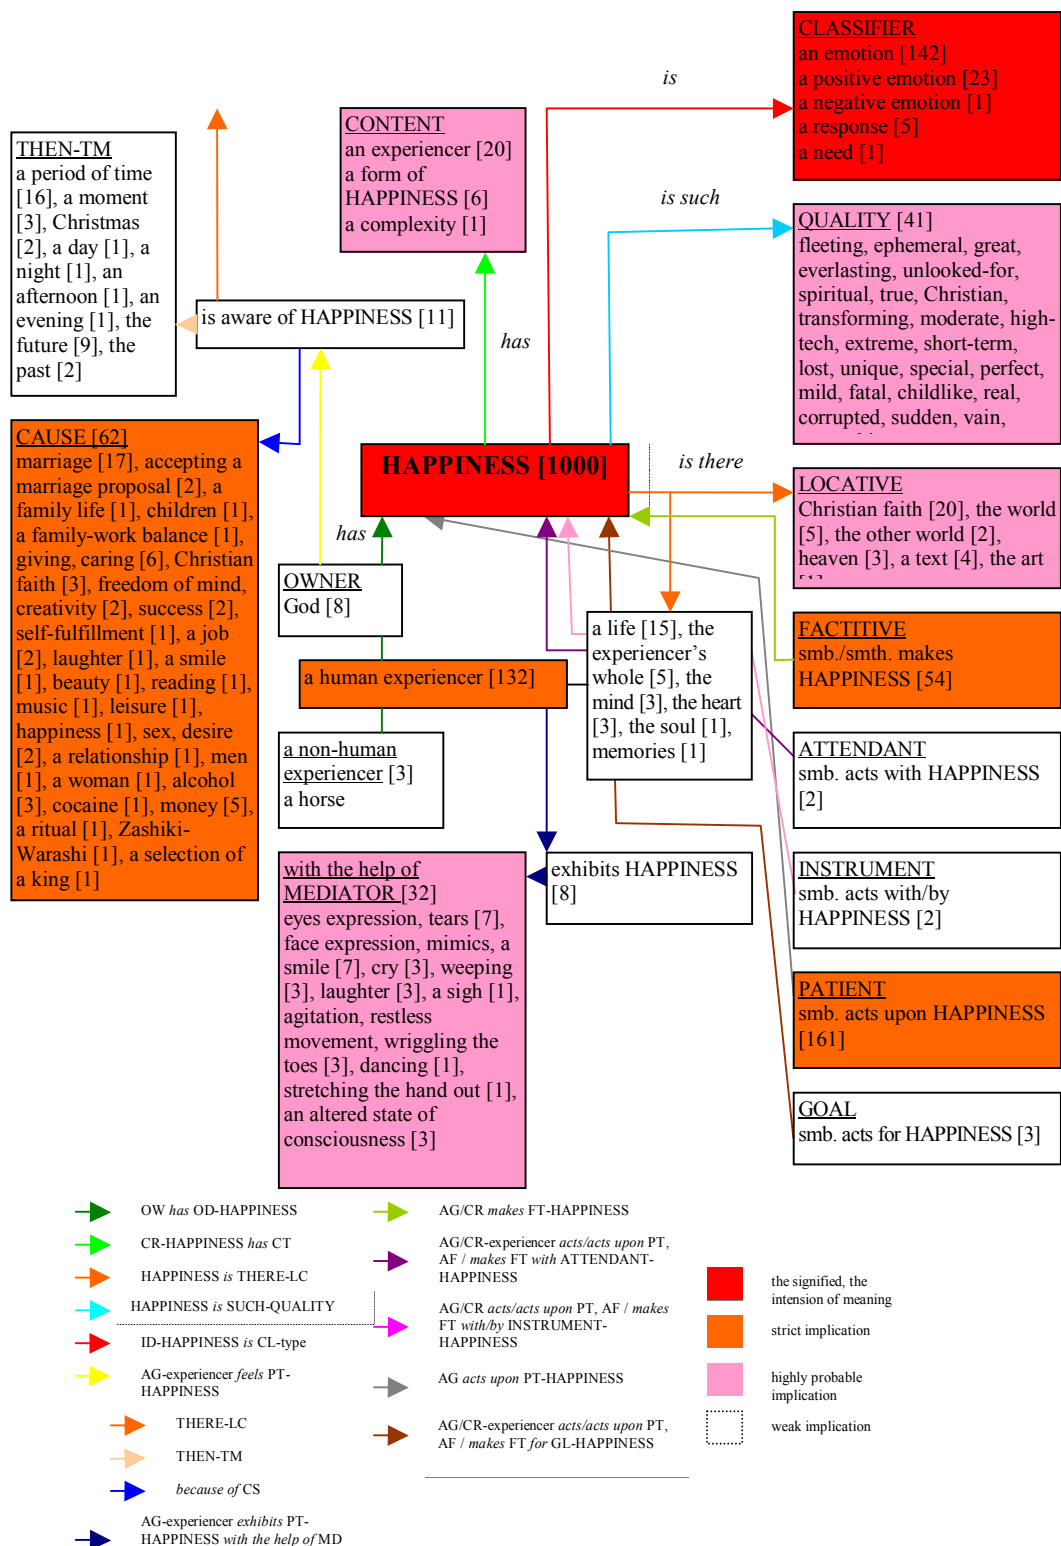 CLASSIFIER
an emotion [142]
a positive emotion [23]
a negative emotion [1]
a response [5]
a need [1]
is
CONTENT
an experiencer [20]
a form of
HAPPINESS [6]
a complexity [1]
THEN-TM
a period of time
[16], a moment
[3], Christmas
[2], a day [1], a
night [1], an
afternoon [1], an
evening [1], the
future [9], the
past [2]
is such
QUALITY [41]
fleeting, ephemeral, great,
everlasting, unlooked-for,
spiritual, true, Christian,
transforming, moderate, high-
tech, extreme, short-term,
lost, unique, special, perfect,
mild, fatal, childlike, real,
corrupted, sudden, vain,
is aware of HAPPINESS [11]
has
CAUSE [62]
marriage [17], accepting a
marriage proposal [2], a
family life [1], children [1],
a family-work balance [1],
giving, caring [6], Christian
faith [3], freedom of mind,
creativity [2], success [2],
self-fulfillment [1], a job
[2], laughter [1], a smile
[1], beauty [1], reading [1],
music [1], leisure [1],
happiness [1], sex, desire
[2], a relationship [1], men
[1], a woman [1], alcohol
[3], cocaine [1], money [5],
a ritual [1], Zashiki-
Warashi [1], a selection of
a king [1]
HAPPINESS [1000]
is there
LOCATIVE
Christian faith [20], the world
[5], the other world [2],
heaven [3], a text [4], the art
has
OWNER
God [8]
a human experiencer [132]
a non-human
experiencer [3]
a horse
a life [15], the
experiencer's
whole [5], the
mind [3], the heart
[3], the soul [1],
memories [1]
FACTITIVE
smb./smth. makes
HAPPINESS [54]
ATTENDANT
smb. acts with HAPPINESS
[2]
INSTRUMENT
smb. acts with/by
HAPPINESS [2]
PATIENT
smb. acts upon HAPPINESS
[161]
GOAL
smb. acts for HAPPINESS [3]
with the help of
MEDIATOR [32]
eyes expression, tears [7],
face expression, mimics, a
smile [7], cry [3], weeping
[3], laughter [3], a sigh [1],
agitation, restless
movement, wriggling the
toes [3], dancing [1],
stretching the hand out [1],
an altered state of
consciousness [3]
exhibits HAPPINESS
[8]
OW has OD-HAPPINESS
CR-HAPPINESS has CT
HAPPINESS is THERE-LC
HAPPINESS is SUCH-QUALITY
ID-HAPPINESS is CL-type
AG-experiencer feels PT-
HAPPINESS
THERE-LC
THEN-TM
because of CS
AG-experiencer exhibits PT-
HAPPINESS with the help of MD
AG/CR makes FT-HAPPINESS
AG/CR-experiencer acts/acts upon PT,
AF / makes FT with ATTENDANT-
HAPPINESS
AG/CR acts/acts upon PT, AF / makes
FT with/by INSTRUMENT-
HAPPINESS
AG acts upon PT-HAPPINESS
AG/CR-experiencer acts/acts upon PT,
AF / makes FT for GL-HAPPINESS
the signified, the
intension of meaning
strict implication
highly probable
implication
weak implication